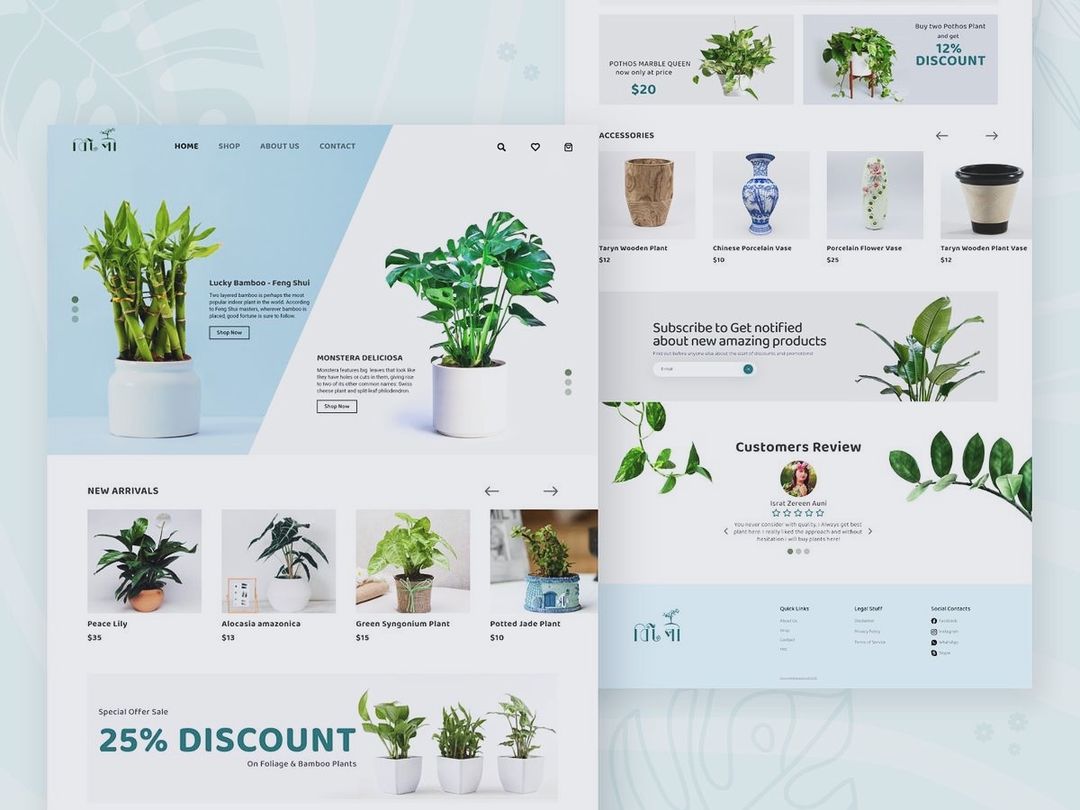 HOME
SHOP
ABOUT US
CONTACT
Lucky Bamboo - Feng Shui
Two layered bamboo is perhaps the most
popular indoor plant in the world. According
to Feng Shui masters, wherever bamboo is
placed, good fortune is sure to follow.
Shop Now
MONSTERA DELICIOSA
Monstera features big leaves that look like
they have holes or cuts in them, giving rise
to two of its other common names: Swiss
cheese plant and split-leaf philodendron.
Shop Now
NEW ARRIVALS
Peace Lily
$35
Alocasia amazonica
$13
Green Syngonium Plant
$15
Potted Jade Plant
$10
Special Offer Sale
25% DISCOUNT
On Foliage & Bamboo Plants
POTHOS MARBLE QUEEN
now only at price
$20
Buy two Pothos Plant
and get
12%
DISCOUNT
ACCESSORIES
Taryn Wooden Plant
$12
Chinese Porcelain Vase
$10
Porcelain Flower Vase
$25
Taryn Wooden Plant Vase
$12
Subscribe to Get notified
about new amazing products
Find out before anyone else about the start of discounts and promotions!
E-mail
Customers Review
Israt Zereen Auni
You never consider with quality. I Always get best
plant here. I really liked the approach and without
hesitation i will buy plants here!
Quick Links
About Us
Shop
Contact
FAQ
Legal Stuff
Disclaimer
Privacy Policy
Terms of Service
Social Contacts
Facebook
Instagram
WhatsApp
Skype